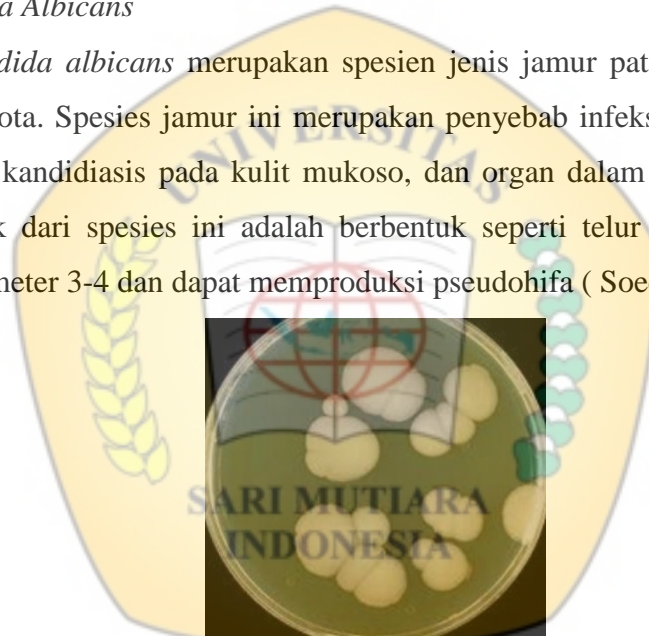 a Albicans
dida albicans merupakan spesien jenis jamur pat
ota. Spesies jamur ini merupakan penyebab infeks
kandidiasis pada kulit mukoso, dan organ dalam
k dari spesies ini adalah berbentuk seperti telur
meter 3-4 dan dapat memproduksi pseudohifa ( Soe
UNIVERSITAS
SARI MUTIARA
INDONESIA